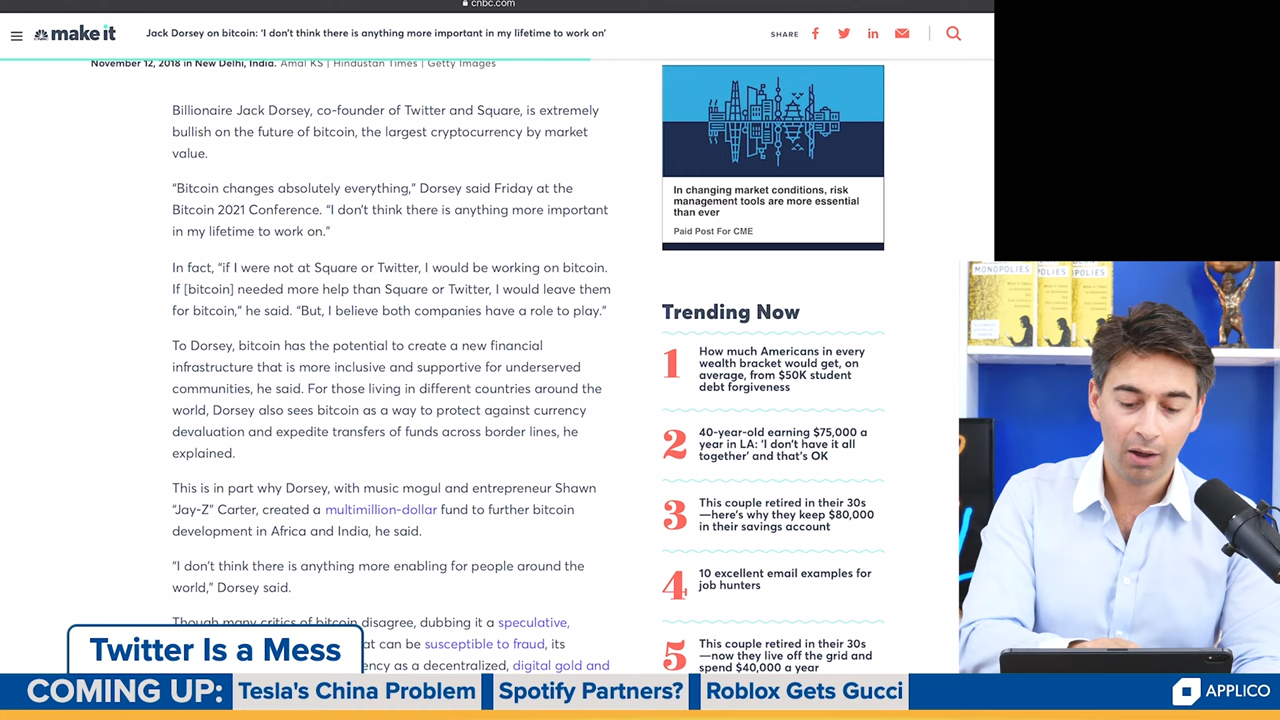 cnbc.com
make it
Jack Dorsey on bitcoin: 'I don't think there is anything more important in my lifetime to work on'
SHARE
November 12, 2018 in New Delhi, India. Amal KS | Hindustan Times | Getty Images
Billionaire Jack Dorsey, co-founder of Twitter and Square, is extremely
bullish on the future of bitcoin, the largest cryptocurrency by market
value.
“Bitcoin changes absolutely everything,” Dorsey said Friday at the
Bitcoin 2021 Conference. “I don't think there is anything more important
in my lifetime to work on.”
In fact, “if I were not at Square or Twitter, I would be working on bitcoin.
If [bitcoin] needed more help than Square or Twitter, I would leave them
for bitcoin,” he said. “But, I believe both companies have a role to play.”
To Dorsey, bitcoin has the potential to create a new financial
infrastructure that is more inclusive and supportive for underserved
communities, he said. For those living in different countries around the
world, Dorsey also sees bitcoin as a way to protect against currency
devaluation and expedite transfers of funds across border lines, he
explained.
This is in part why Dorsey, with music mogul and entrepreneur Shawn
“Jay-Z” Carter, created a multimillion-dollar fund to further bitcoin
development in Africa and India, he said.
“I don't think there is anything more enabling for people around the
world,” Dorsey said.
Though many critics of bitcoin disagree, dubbing it a speculative,
at can be susceptible to fraud, its
ency as a decentralized, digital gold and
In changing market conditions, risk
management tools are more essential
than ever
Paid Post For CME
Trending Now
1
How much Americans in every
wealth bracket would get, on
average, from $50K student
debt forgiveness
2
40-year-old earning $75,000 a
year in LA: 'I don't have it all
together' and that's OK
3
This couple retired in their 30s
—here's why they keep $80,000
in their savings account
4
10 excellent email examples for
job hunters
5
This couple retired in their 30s
—now they live off the grid and
spend $40,000 a year
MONOPOLIES
POLIES
POLIES
Twitter Is a Mess
COMING UP:
Tesla's China Problem
Spotify Partners?
Roblox Gets Gucci
APPLICO